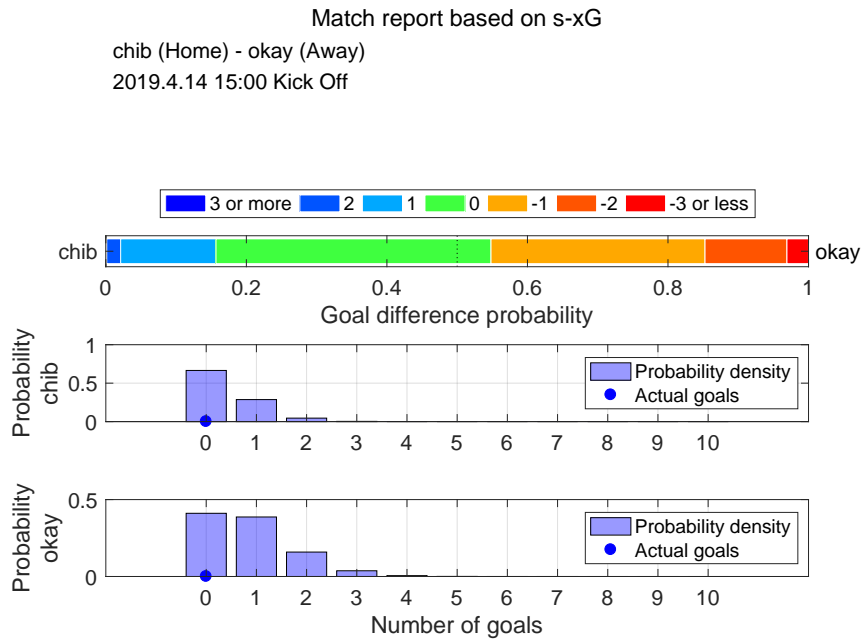 Match report based on s-xG
chib (Home) - okay (Away)
2019.4.14 15:00 Kick Off
3 or more 2 1 0 -1 -2 -3 or less
chib okay
0 0.2 0.4 0.6 0.8 1
Goal difference probability
Probability
chib
1
0.5
0
Probability density
Actual goals
0 1 2 3 4 5 6 7 8 9 10
Probability
okay
0.5
0
Probability density
Actual goals
0 1 2 3 4 5 6 7 8 9 10
Number of goals